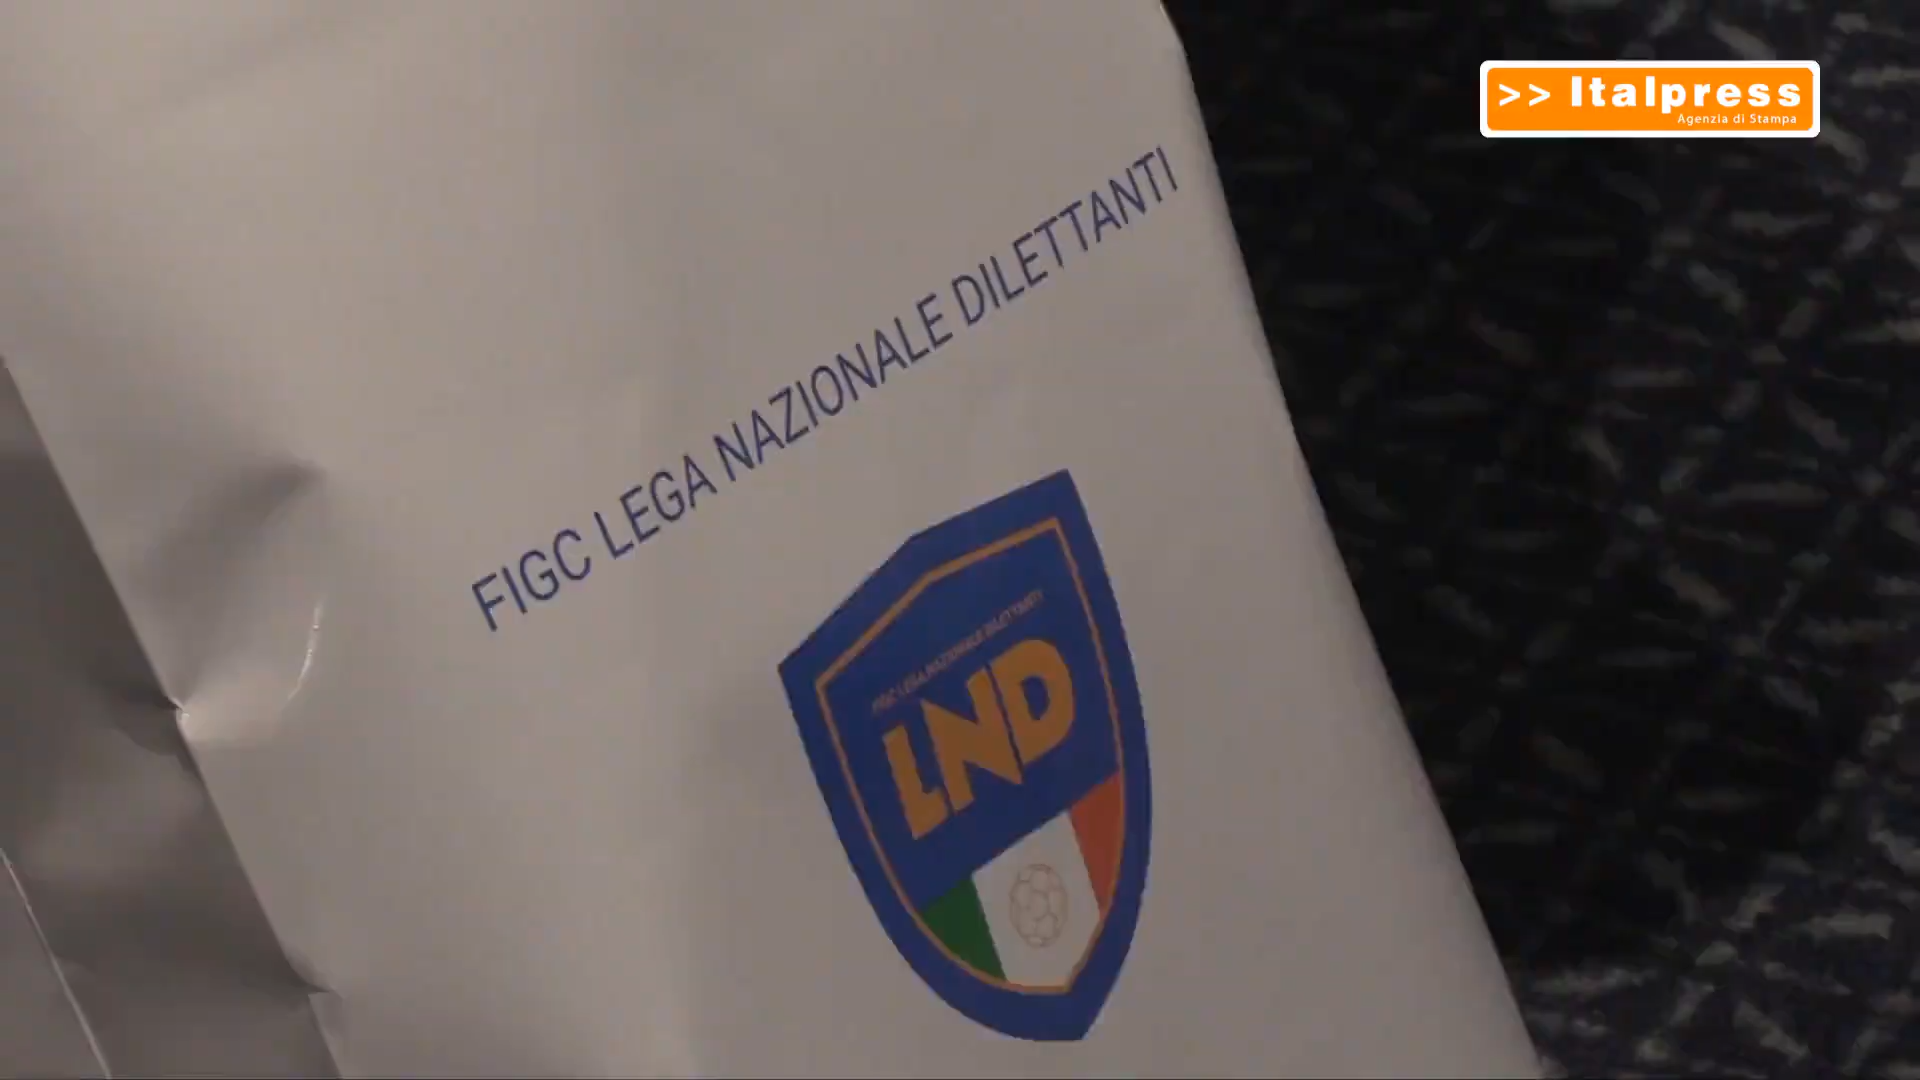 >> Italpress
Agenzia di Stampa
FIGC LEGA NAZIONALE DILETTANTI
FIGC LEGA NAZIONALE DILETTANTI
LND